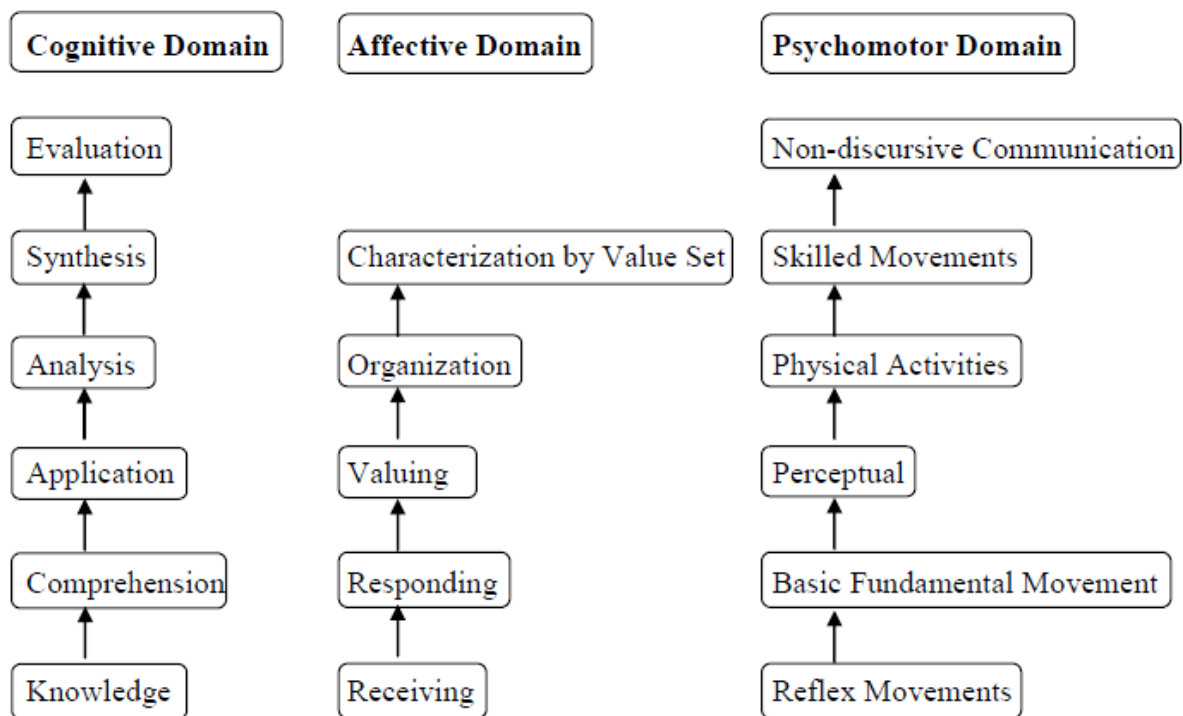 Cognitive Domain
Affective Domain
Psychomotor Domain
Evaluation
Non-discursive Communication
Synthesis
Characterization by Value Set
Skilled Movements
Analysis
Organization
Physical Activities
Application
Valuing
Perceptual
Comprehension
Responding
Basic Fundamental Movement
Knowledge
Receiving
Reflex Movements